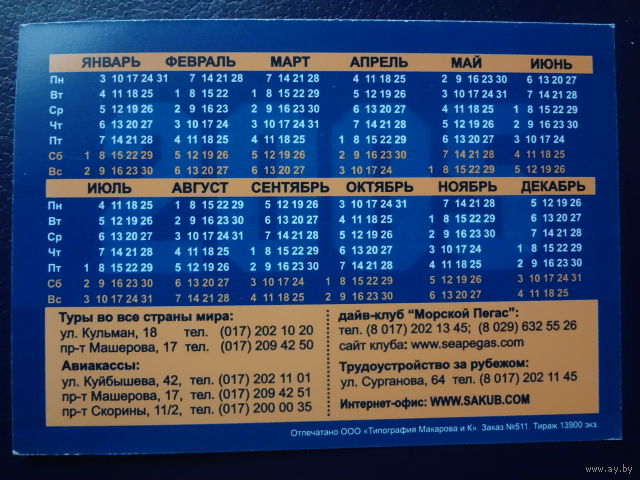 ЯНВАРЬ ФЕВРАЛЬ МАРТ АПРЕЛЬ МАЙ ИЮНЬ
Пн 3 10 17 24 31 7 14 21 28 7 14 21 28 4 11 18 25 2 9 16 23 30 6 13 20 27
Вт 4 11 18 25 1 8 15 22 1 8 15 22 29 5 12 19 26 3 10 17 24 31 7 14 21 28
Ср 5 12 19 26 2 9 16 23 2 9 16 23 30 6 13 20 27 4 11 18 25 1 8 15 22 29
Чт 6 13 20 27 3 10 17 24 3 10 17 24 31 7 14 21 28 5 12 19 26 2 9 16 23 30
Пт 7 14 21 28 4 11 18 25 4 11 18 25 1 8 15 22 29 6 13 20 27 3 10 17 24
Сб 1 8 15 22 29 5 12 19 26 5 12 19 26 2 9 16 23 30 7 14 21 28 4 11 18 25
Вс 2 9 16 23 30 6 13 20 27 6 13 20 27 3 10 17 24 1 8 15 22 29 5 12 19 26
ИЮЛЬ АВГУСТ СЕНТЯБРЬ ОКТЯБРЬ НОЯБРЬ ДЕКАБРЬ
Пн 4 11 18 25 1 8 15 22 29 5 12 19 26 3 10 17 24 31 7 14 21 28 5 12 19 26
Вт 5 12 19 26 2 9 16 23 30 6 13 20 27 4 11 18 25 1 8 15 22 29 6 13 20 27
Ср 6 13 20 27 3 10 17 24 31 7 14 21 28 5 12 19 26 2 9 16 23 30 7 14 21 28
Чт 7 14 21 28 4 11 18 25 1 8 15 22 29 6 13 20 27 3 10 17 24 1 8 15 22 29
Пт 1 8 15 22 29 5 12 19 26 2 9 16 23 30 7 14 21 28 4 11 18 25 2 9 16 23 30
Сб 2 9 16 23 30 6 13 20 27 3 10 17 24 1 8 15 22 29 5 12 19 26 3 10 17 24 31
Вс 3 10 17 24 31 7 14 21 28 4 11 18 25 2 9 16 23 30 6 13 20 27 4 11 18 25
Туры во все страны мира:
ул. Кульман, 18 тел. (017) 202 10 20
пр-т Машерова, 17 тел. (017) 209 42 50
Авиакассы:
ул. Куйбышева, 42, тел. (017) 202 11 01
пр-т Машерова, 17, тел. (017) 209 42 51
пр-т Скорины, 11/2, тел. (017) 200 00 35
дайв-клуб "Морской Пегас":
тел. (8 017) 202 13 45; (8 029) 632 55 26
сайт клуба: www.seapegas.com
Трудоустройство за рубежом:
ул. Сурганова, 64 тел. (8 017) 202 11 45
Интернет-офис: WWW.SAKUB.COM
Отпечатано ООО «Типография Макарова и К». Заказ №511. Тираж 13900 экз.
www.ay.by